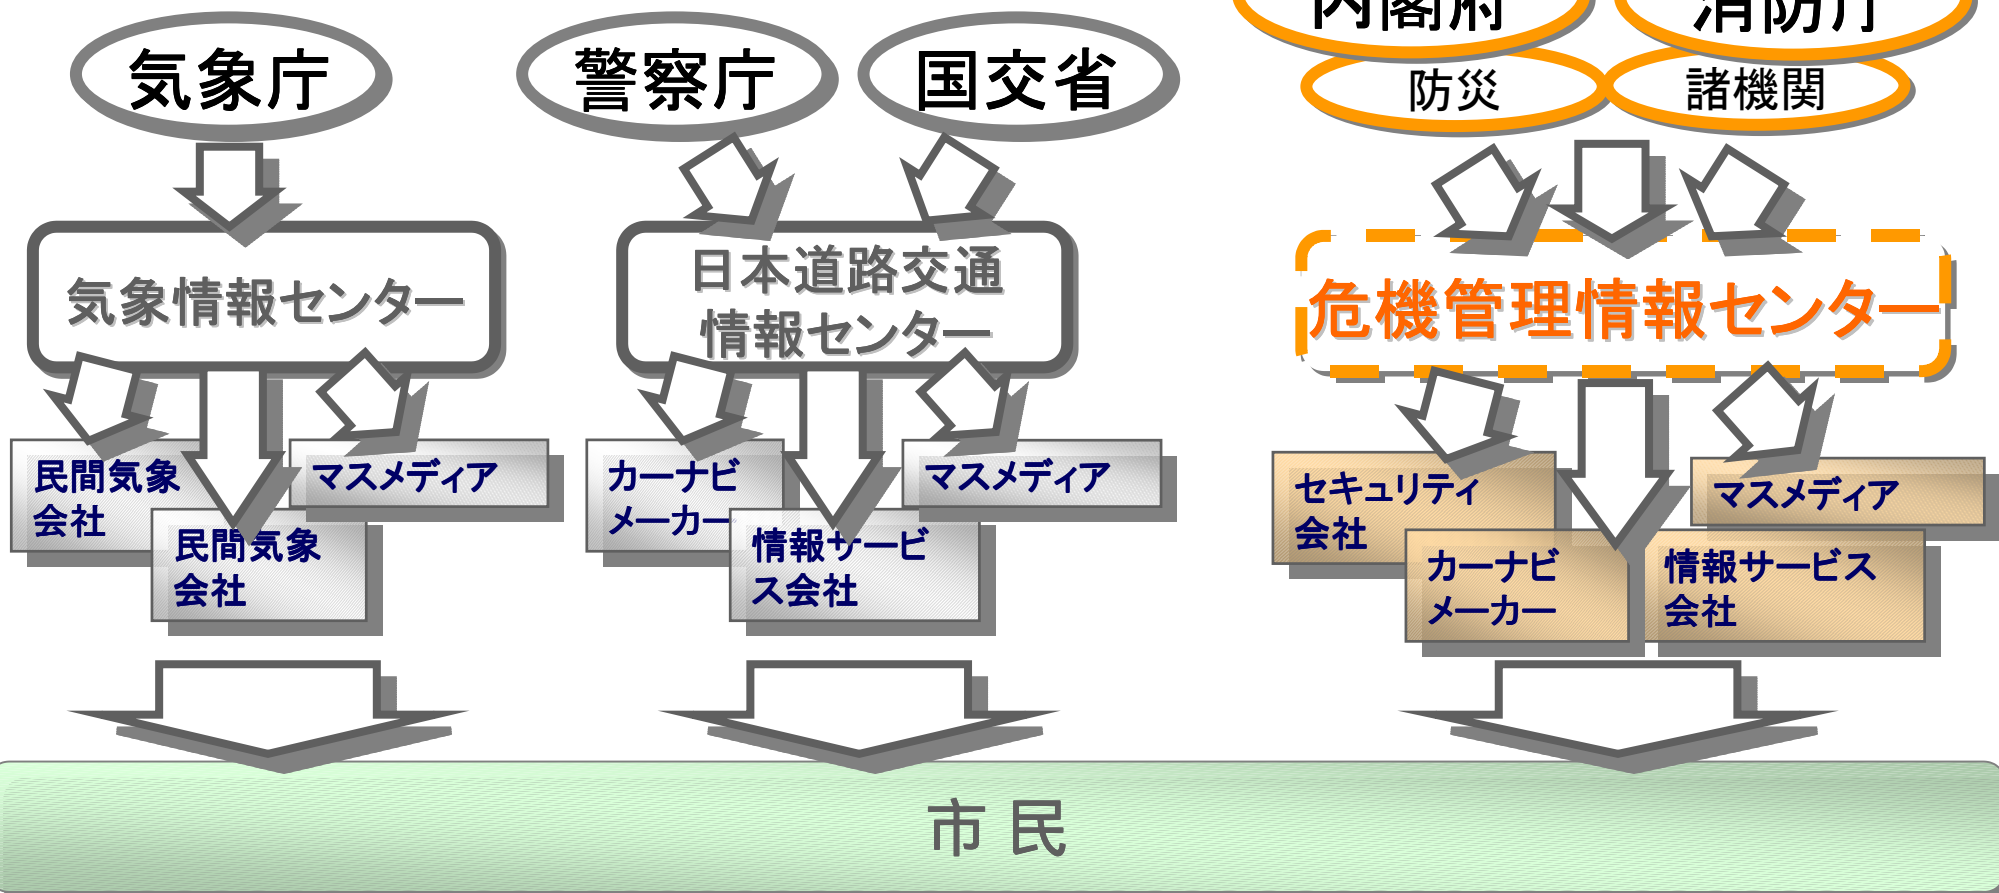 気象庁
警察庁
国交省
内閣府
消防庁
防災
諸機関
気象情報センター
日本道路交通
情報センター
危機管理情報センター
民間気象
会社
民間気象
会社
マスメディア
カーナビ
メーカー
情報サービ
ス会社
マスメディア
セキュリティ
会社
カーナビ
メーカー
情報サービス
会社
マスメディア
市民